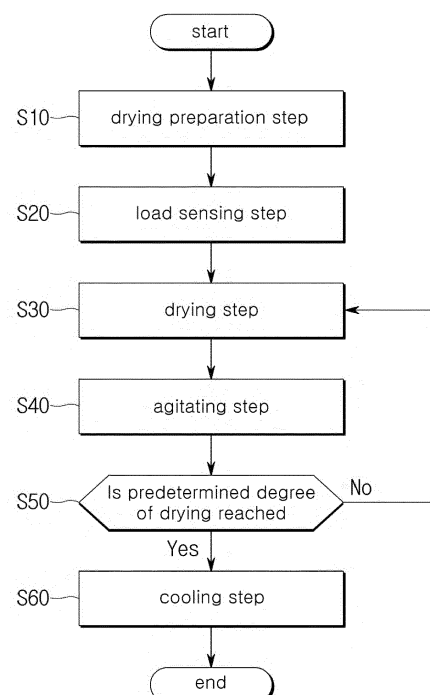 start
S10
drying preparation step
S20
load sensing step
S30
drying step
S40
agitating step
S50
Is predetermined degree
of drying reached
No
Yes
S60
cooling step
end